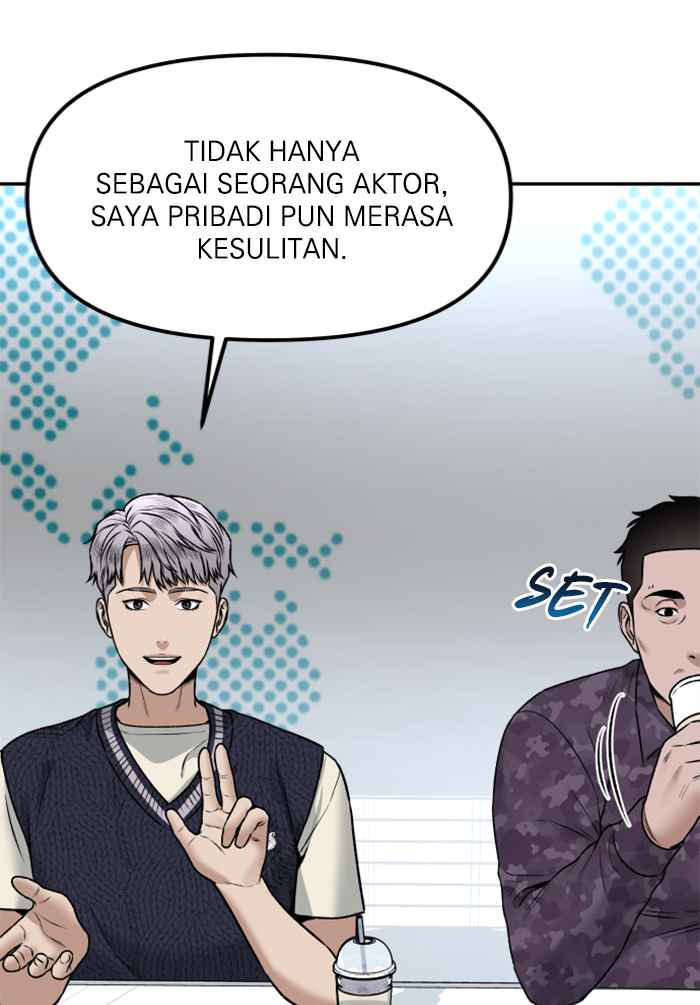 TIDAK HANYA
SEBAGAI SEORANG AKTOR,
SAYA PRIBADI PUN MERASA
KESULITAN.
SET